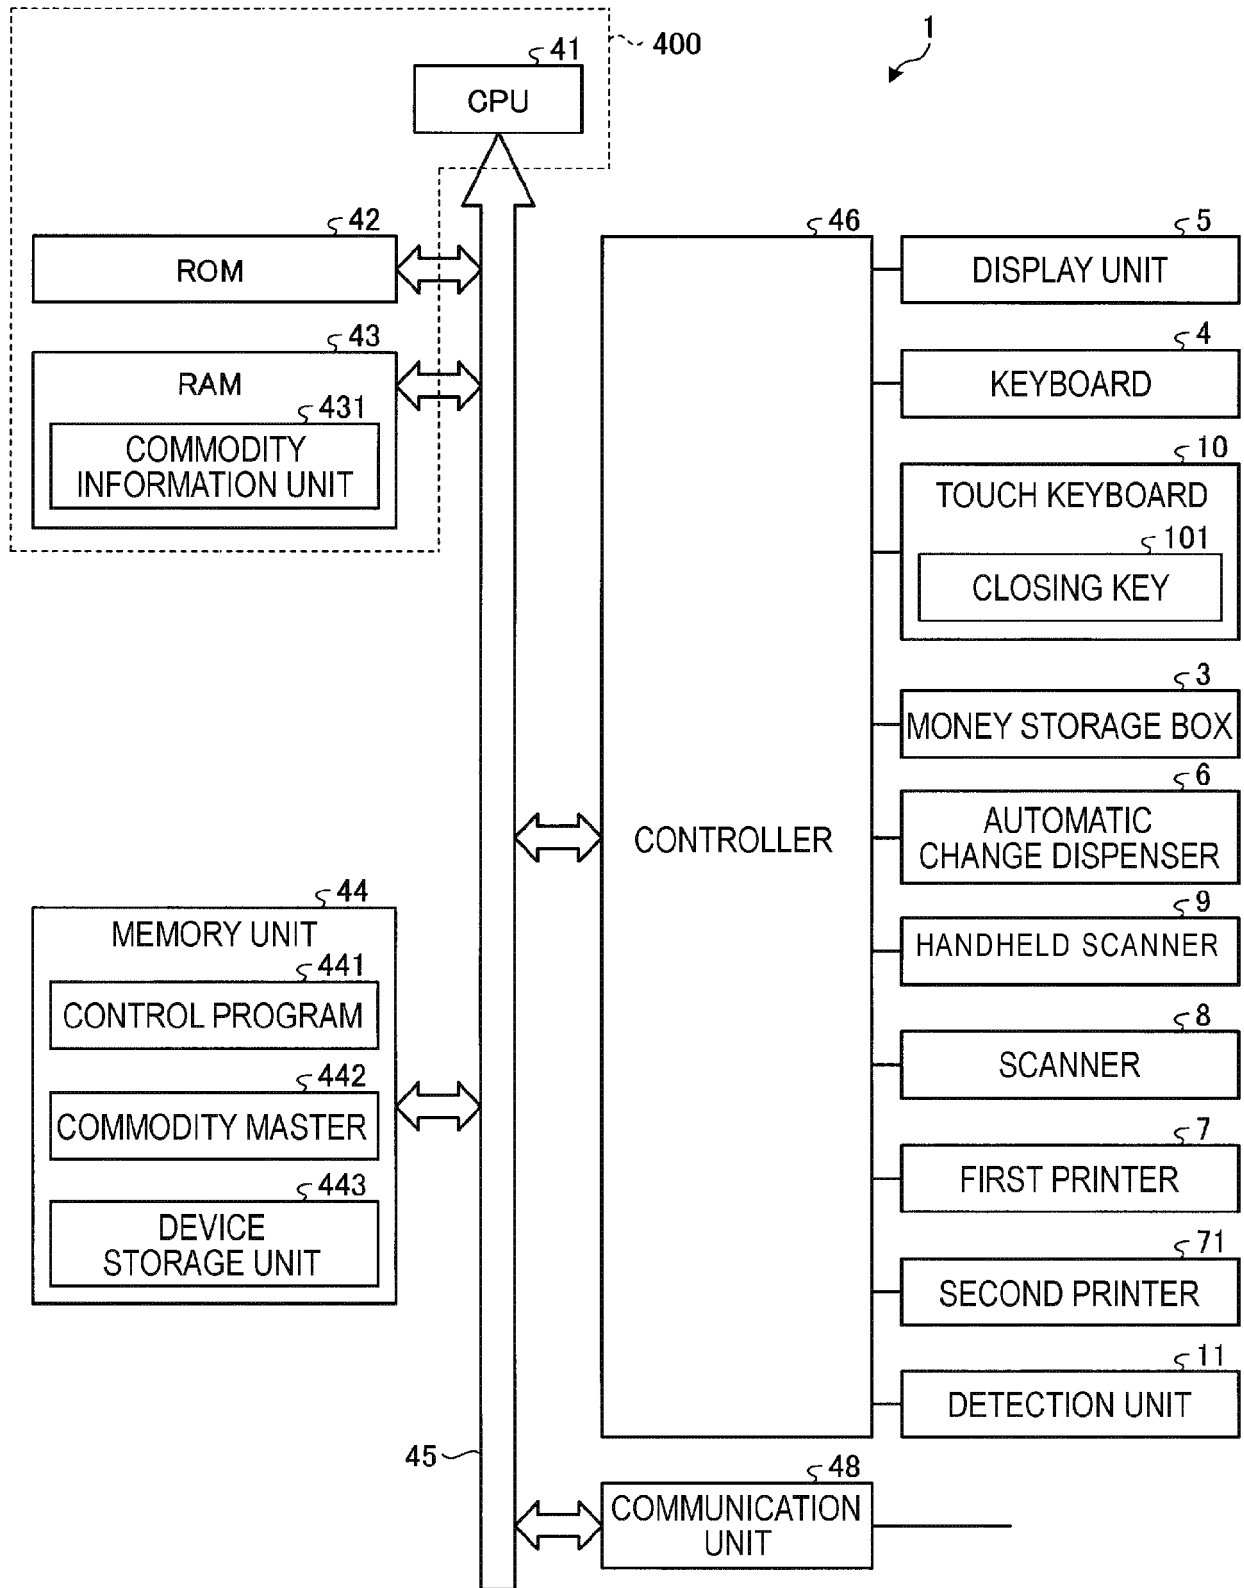 1
400
41
CPU
42
ROM
43
RAM
431
COMMODITY
INFORMATION UNIT
44
MEMORY UNIT
441
CONTROL PROGRAM
442
COMMODITY MASTER
443
DEVICE
STORAGE UNIT
45
46
CONTROLLER
48
COMMUNICATION
UNIT
5
DISPLAY UNIT
4
KEYBOARD
10
TOUCH KEYBOARD
101
CLOSING KEY
3
MONEY STORAGE BOX
6
AUTOMATIC
CHANGE DISPENSER
9
HANDHELD SCANNER
8
SCANNER
7
FIRST PRINTER
71
SECOND PRINTER
11
DETECTION UNIT